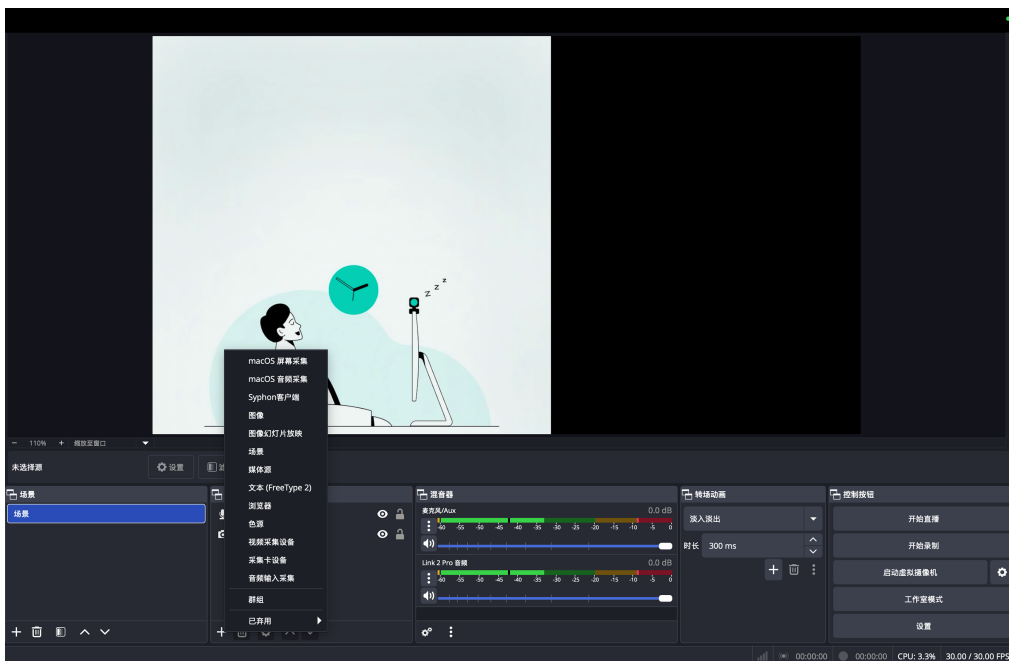 z z z
macOS 屏幕采集
macOS 音频采集
Syphon客户端
图像
图像幻灯片放映
场景
媒体源
文本 (FreeType 2)
浏览器
色源
视频采集设备
采集卡设备
音频输入采集
群组
已弃用
- 110% + 缩放至窗口
未选择源
设置
场景
场景
混音器
麦克风/Aux 0.0 dB
-60 -55 -50 -45 -40 -35 -30 -25 -20 -15 -10 -5 0
Link 2 Pro 音频 0.0 dB
-60 -55 -50 -45 -40 -35 -30 -25 -20 -15 -10 -5 0
转场动画
淡入淡出
时长 300 ms
控制按钮
开始直播
开始录制
启动虚拟摄像机
工作室模式
设置
00:00:00 00:00:00 CPU: 3.3% 30.00 / 30.00 FPS